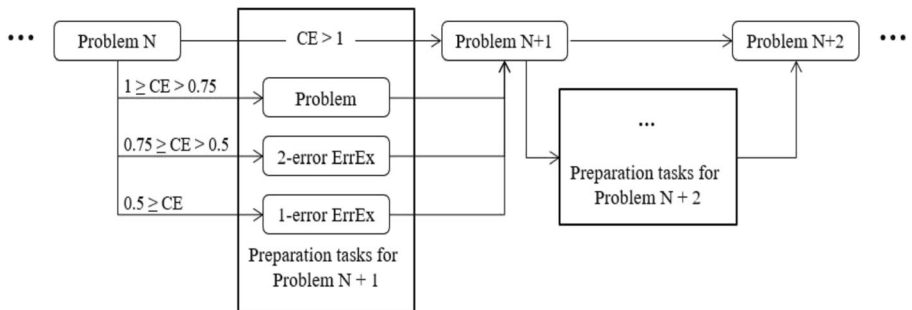 ...
Problem N
CE > 1
Problem N+1
Problem N+2
...
1 ≥ CE > 0.75
Problem
0.75 ≥ CE > 0.5
2-error ErrEx
0.5 ≥ CE
1-error ErrEx
Preparation tasks for
Problem N + 1
...
Preparation tasks for
Problem N + 2